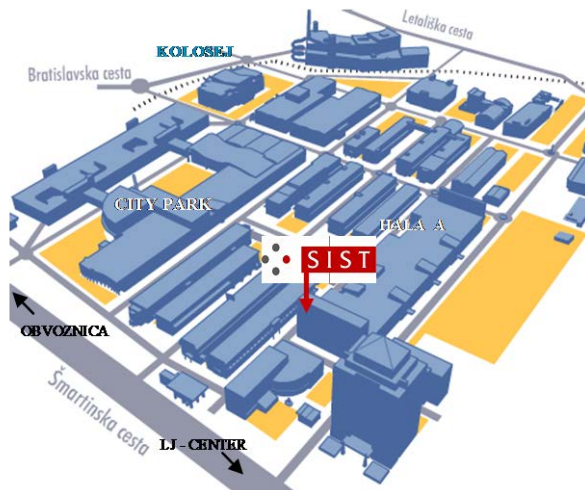 Letališka cesta
KOLOSEJ
Bratislavska cesta
CITY PARK
HALA A
SIST
OBVOZNICA
Šmartinska cesta
LJ - CENTER